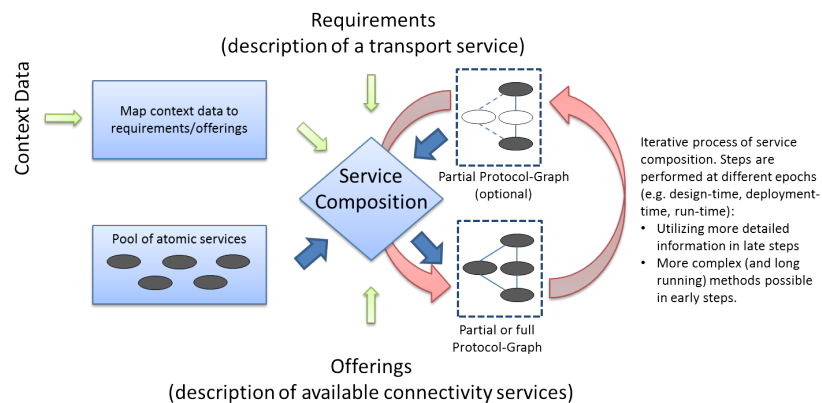 Requirements
(description of a transport service)
Context Data
Map context data to
requirements/offerings
Service
Composition
Partial Protocol-Graph
(optional)
Pool of atomic services
Partial or full
Protocol-Graph
Iterative process of service
composition. Steps are
performed at different epochs
(e.g. design-time, deployment-
time, run-time):
• Utilizing more detailed
information in late steps
• More complex (and long
running) methods possible
in early steps.
Offerings
(description of available connectivity services)